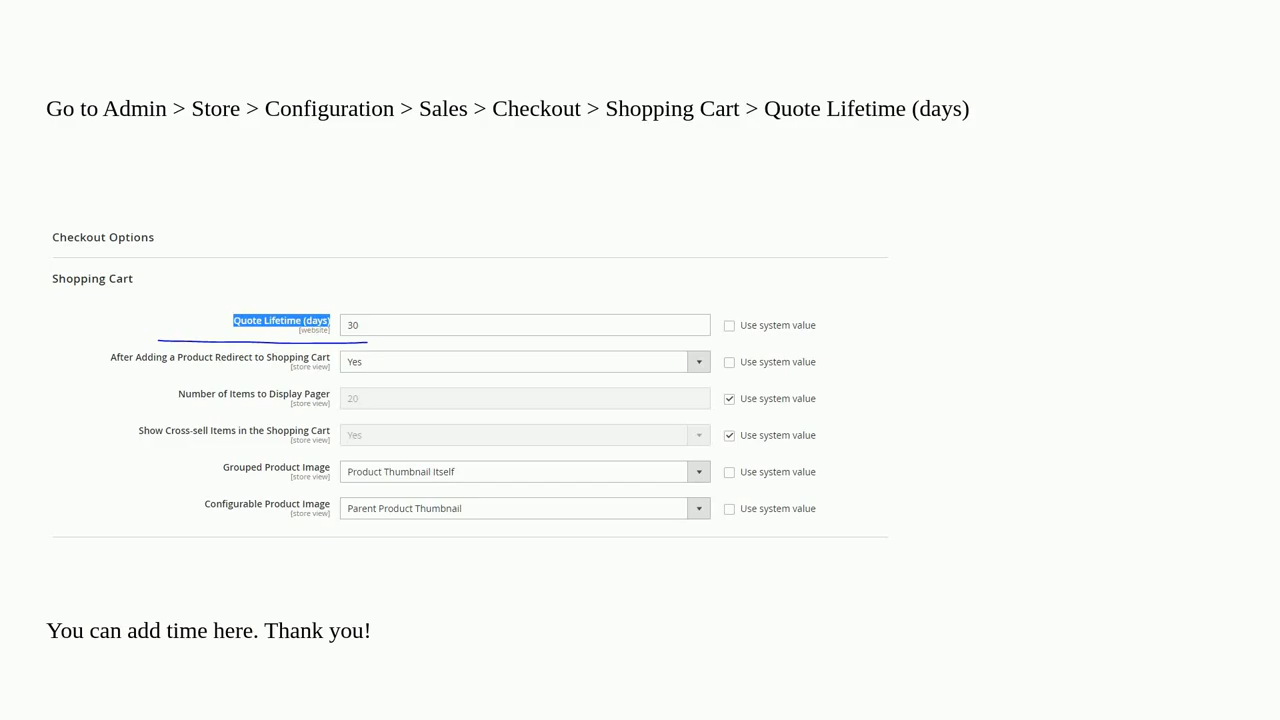 Go to Admin > Store > Configuration > Sales > Checkout > Shopping Cart > Quote Lifetime (days)
Checkout Options
Shopping Cart
Quote Lifetime (days) 30 Use system value
[website]
After Adding a Product Redirect to Shopping Cart Yes Use system value
[store view]
Number of Items to Display Pager 20 Use system value
[store view]
Show Cross-sell Items in the Shopping Cart Yes Use system value
[store view]
Grouped Product Image Product Thumbnail Itself Use system value
[store view]
Configurable Product Image Parent Product Thumbnail Use system value
[store view]
You can add time here. Thank you!